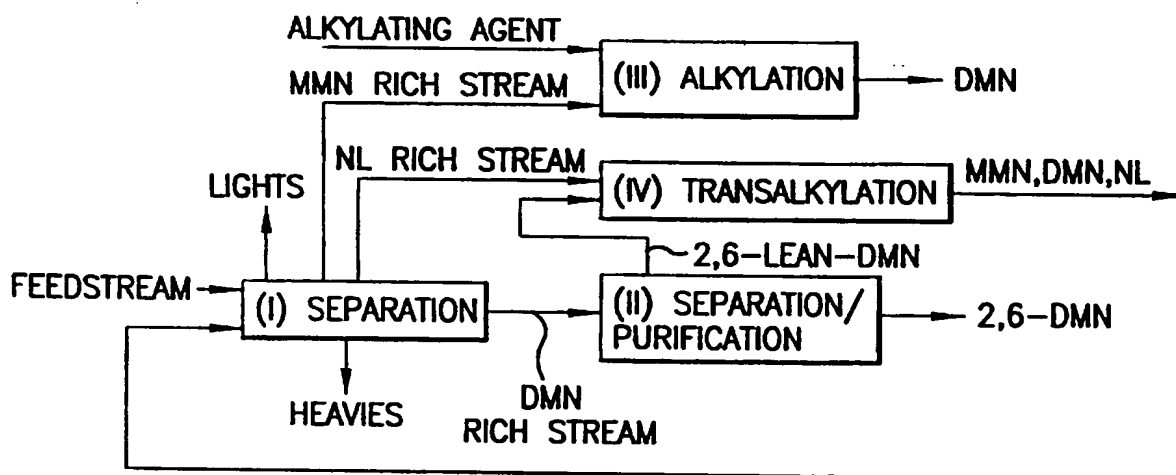 ALKYLATING AGENT
(III) ALKYLATION
DMN
MMN RICH STREAM
NL RICH STREAM
LIGHTS
(IV) TRANSALKYLATION
MMN,DMN,NL
2,6-LEAN-DMN
FEEDSTREAM
(I) SEPARATION
(II) SEPARATION/
PURIFICATION
2,6-DMN
HEAVIES
DMN
RICH STREAM